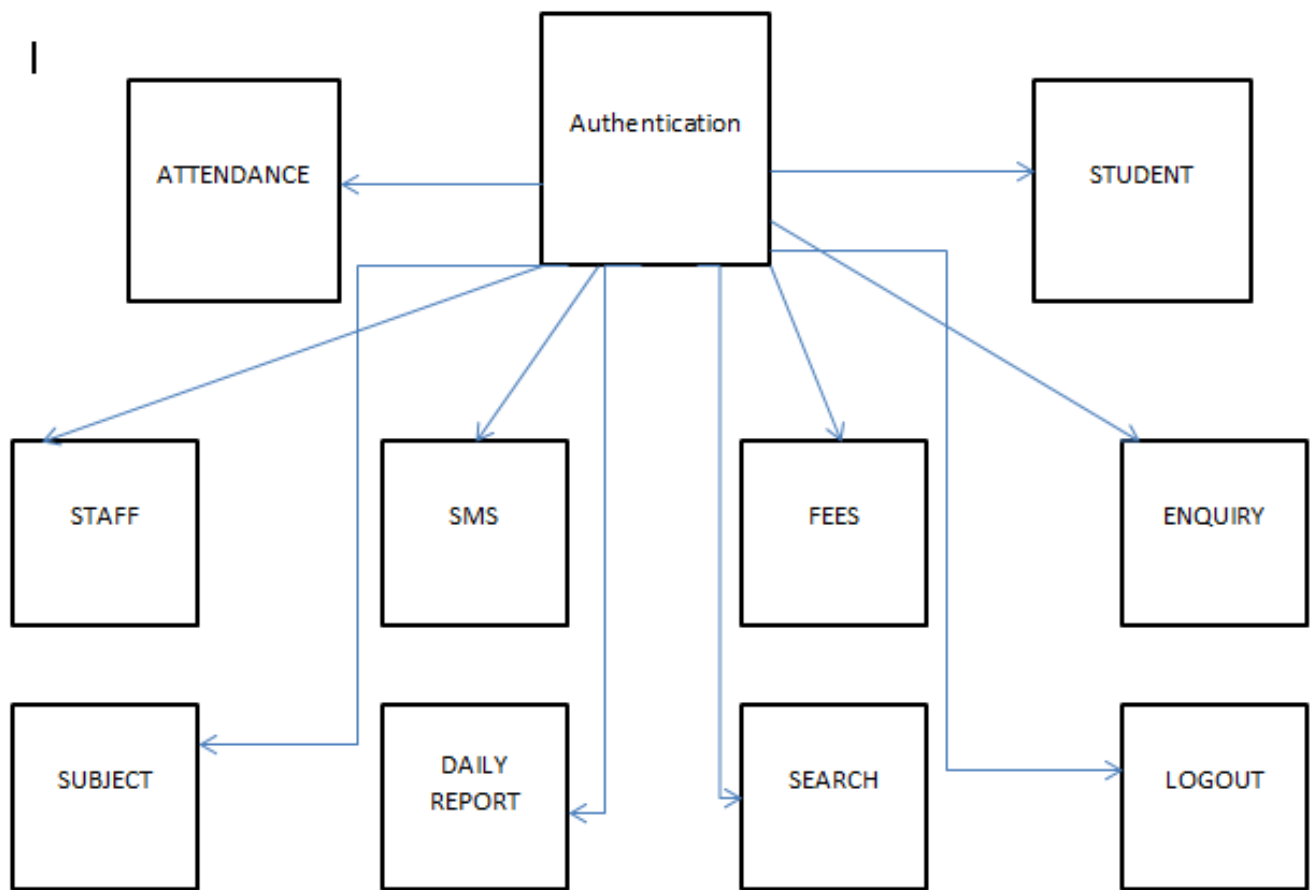 Authentication
ATTENDANCE
STUDENT
STAFF
SMS
FEES
ENQUIRY
SUBJECT
DAILY
REPORT
SEARCH
LOGOUT